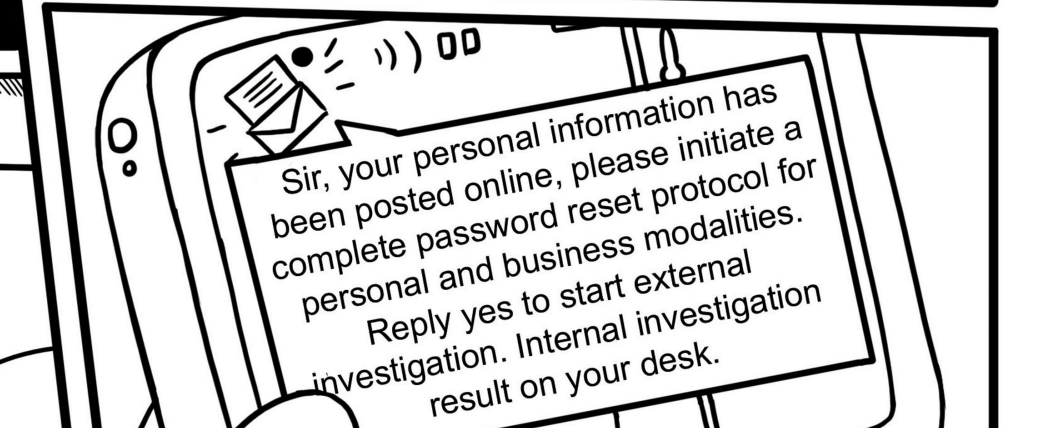 Sir, your personal information has
been posted online, please initiate a
complete password reset protocol for
personal and business modalities.
Reply yes to start external
investigation. Internal investigation
result on your desk.